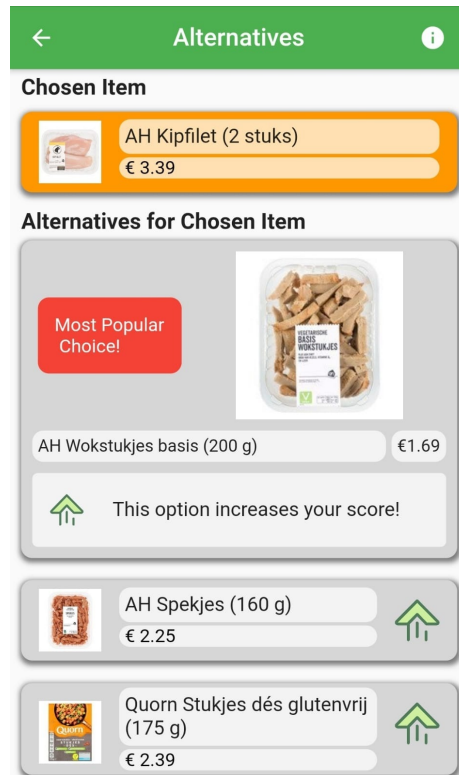 Alternatives
Chosen Item
AH Kipfilet (2 stuks)
€ 3.39
Alternatives for Chosen Item
Most Popular
Choice!
VEGETARISCHE
BASIS
WOKSTUKJES
AH Wokstukjes basis (200 g)
€1.69
This option increases your score!
AH Spekjes (160 g)
€ 2.25
Quorn
Quorn Stukjes dés glutenvrij
(175 g)
€ 2.39